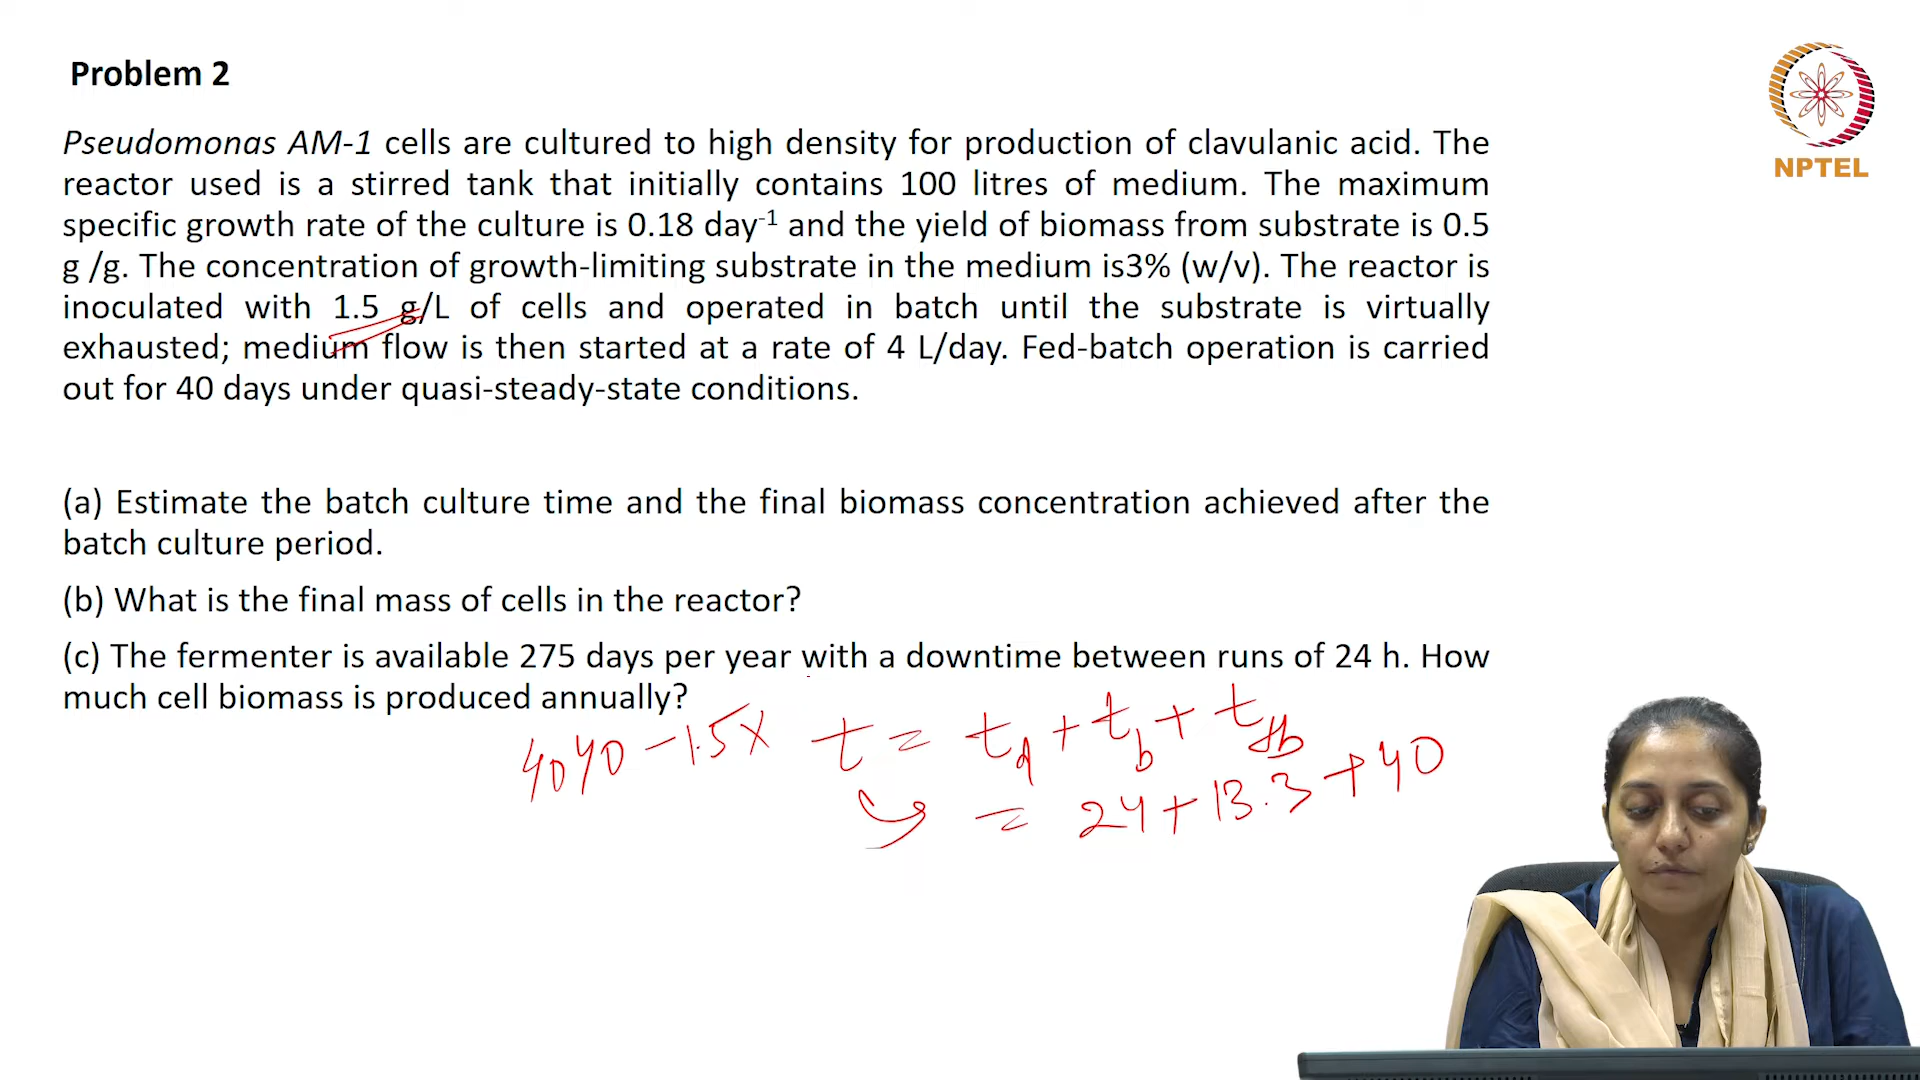 Problem 2
NPTEL
Pseudomonas AM-1 cells are cultured to high density for production of clavulanic acid. The
reactor used is a stirred tank that initially contains 100 litres of medium. The maximum
specific growth rate of the culture is 0.18 day⁻¹ and the yield of biomass from substrate is 0.5
g /g. The concentration of growth-limiting substrate in the medium is3% (w/v). The reactor is
inoculated with 1.5 g/L of cells and operated in batch until the substrate is virtually
exhausted; medium flow is then started at a rate of 4 L/day. Fed-batch operation is carried
out for 40 days under quasi-steady-state conditions.
(a) Estimate the batch culture time and the final biomass concentration achieved after the
batch culture period.
(b) What is the final mass of cells in the reactor?
(c) The fermenter is available 275 days per year with a downtime between runs of 24 h. How
much cell biomass is produced annually?
4040 - 1.5x t = td + tb + tfb
= 24 + 13.3 + 40